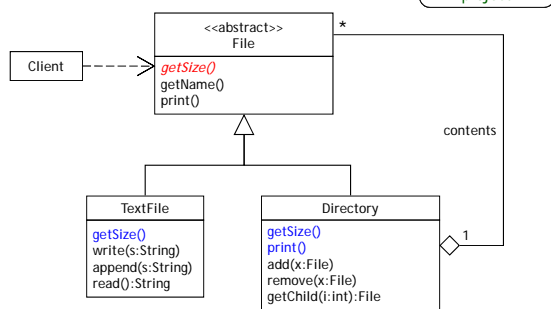 <<abstract>>
File
*
Client
getSize()
getName()
print()
contents
TextFile
getSize()
write(s:String)
append(s:String)
read():String
Directory
getSize()
print()
add(x:File)
remove(x:File)
getChild(i:int):File
1